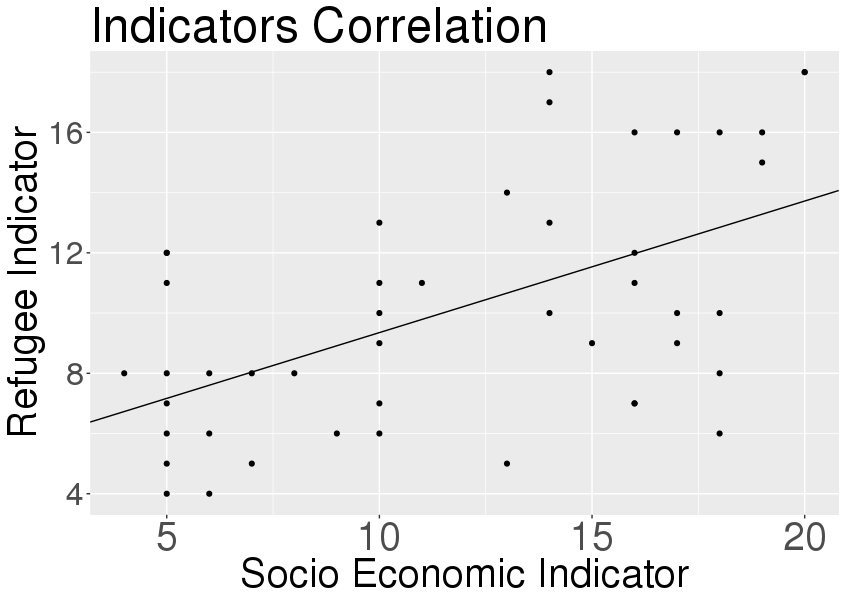 Indicators Correlation
Refugee Indicator
16
12
8
4
5 10 15 20
Socio Economic Indicator